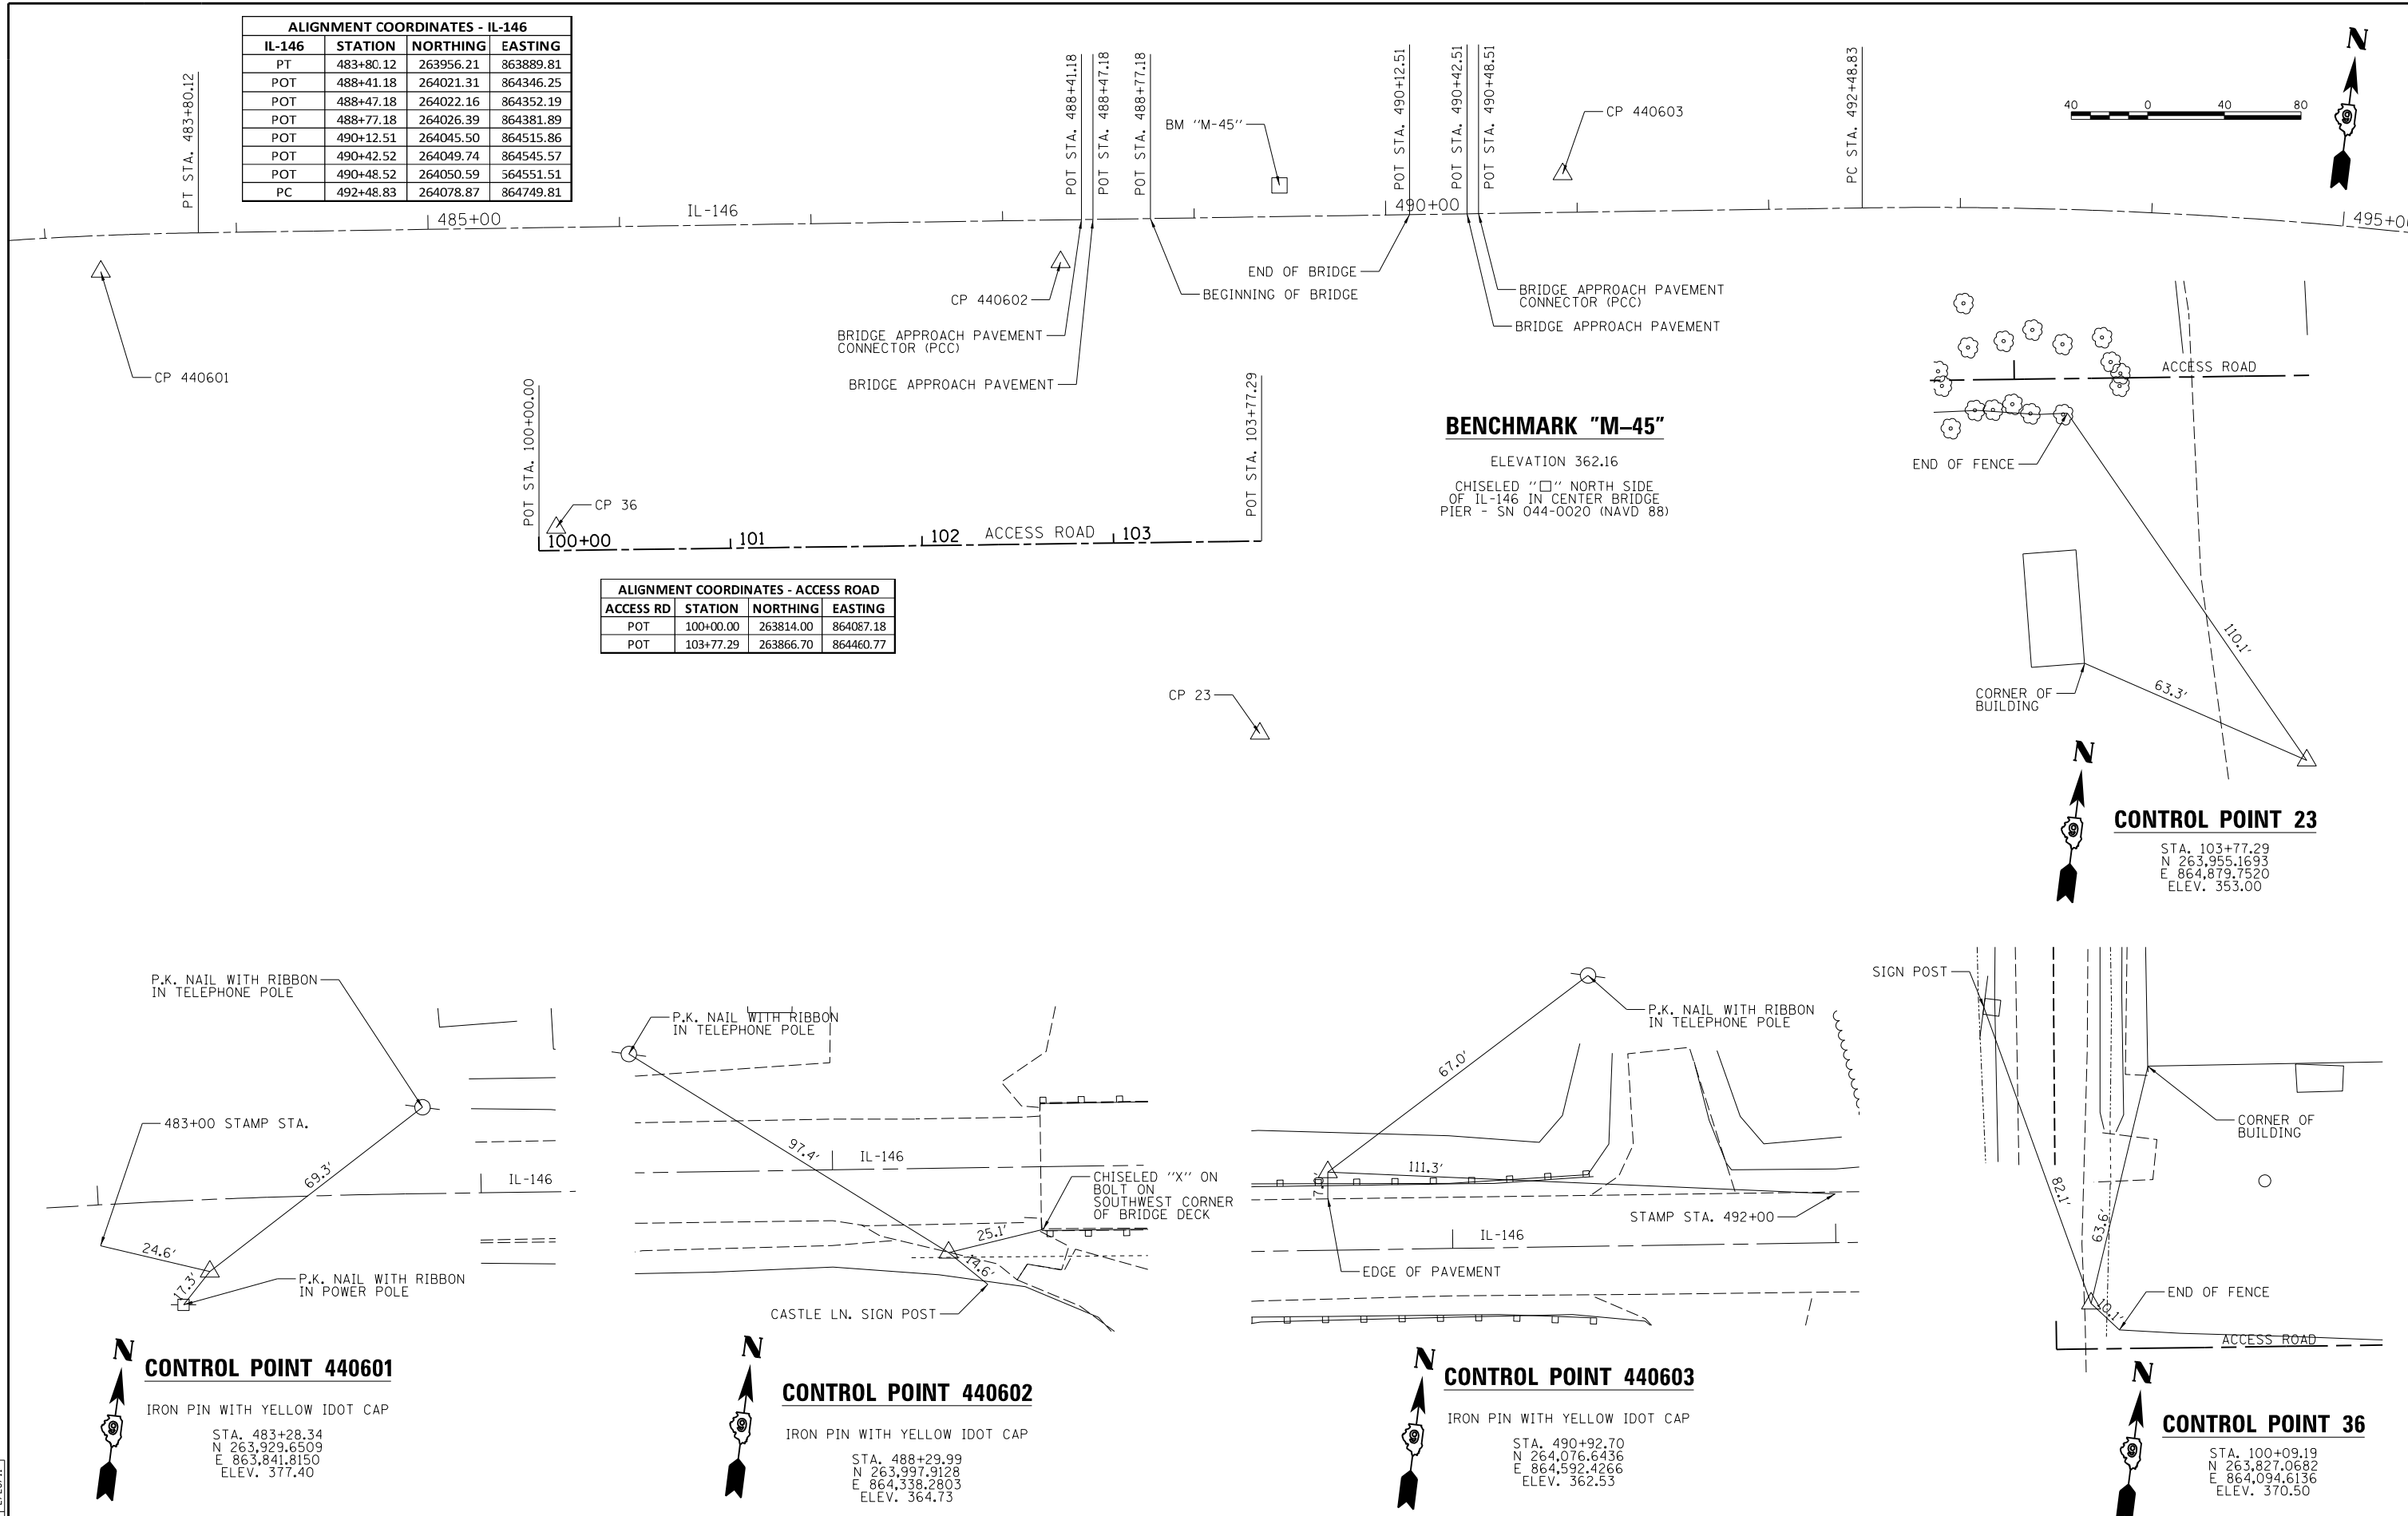 ALIGNMENT COORDINATES - IL-146
IL-146 STATION NORTHING EASTING
PT 483+80.12 263956.21 863889.81
POT 488+41.18 264021.31 864346.25
POT 488+47.18 264022.16 864352.19
POT 488+77.18 264026.39 864381.89
POT 490+12.51 264045.50 864515.86
POT 490+42.52 264049.74 864545.57
POT 490+48.52 264050.59 564551.51
PC 492+48.83 264078.87 864749.81
PT STA. 483+80.12
POT STA. 488+41.18
POT STA. 488+47.18
POT STA. 488+77.18
POT STA. 490+12.51
POT STA. 490+42.51
POT STA. 490+48.51
PC STA. 492+48.83
BM "M-45"
CP 440603
40 0 40 80
N
9
485+00
IL-146
490+00
495+0
CP 440601
CP 440602
BRIDGE APPROACH PAVEMENT
CONNECTOR (PCC)
BRIDGE APPROACH PAVEMENT
END OF BRIDGE
BEGINNING OF BRIDGE
BRIDGE APPROACH PAVEMENT
CONNECTOR (PCC)
BRIDGE APPROACH PAVEMENT
POT STA. 100+00.00
CP 36
100+00
101
102
ACCESS ROAD
103
POT STA. 103+77.29
BENCHMARK "M-45"
ELEVATION 362.16
CHISELED "□" NORTH SIDE
OF IL-146 IN CENTER BRIDGE
PIER - SN 044-0020 (NAVD 88)
ALIGNMENT COORDINATES - ACCESS ROAD
ACCESS RD STATION NORTHING EASTING
POT 100+00.00 263814.00 864087.18
POT 103+77.29 263866.70 864460.77
CP 23
ACCESS ROAD
END OF FENCE
110.1'
63.3'
CORNER OF
BUILDING
N
9
CONTROL POINT 23
STA. 103+77.29
N 263,955.1693
E 864,879.7520
ELEV. 353.00
P.K. NAIL WITH RIBBON
IN TELEPHONE POLE
483+00 STAMP STA.
69.3'
IL-146
24.6'
17.3'
P.K. NAIL WITH RIBBON
IN POWER POLE
N
9
CONTROL POINT 440601
IRON PIN WITH YELLOW IDOT CAP
STA. 483+28.34
N 263,929.6509
E 863,841.8150
ELEV. 377.40
P.K. NAIL WITH RIBBON
IN TELEPHONE POLE
97.4'
IL-146
CHISELED "X" ON
BOLT ON
SOUTHWEST CORNER
OF BRIDGE DECK
25.1'
14.6'
CASTLE LN. SIGN POST
N
9
CONTROL POINT 440602
IRON PIN WITH YELLOW IDOT CAP
STA. 488+29.99
N 263,997.9128
E 864,338.2803
ELEV. 364.73
P.K. NAIL WITH RIBBON
IN TELEPHONE POLE
67.0'
111.3'
STAMP STA. 492+00
IL-146
EDGE OF PAVEMENT
N
9
CONTROL POINT 440603
IRON PIN WITH YELLOW IDOT CAP
STA. 490+92.70
N 264,076.6436
E 864,592.4266
ELEV. 362.53
SIGN POST
CORNER OF
BUILDING
82.1'
63.6'
10.1'
END OF FENCE
ACCESS ROAD
N
9
CONTROL POINT 36
STA. 100+09.19
N 263,827.0682
E 864,094.6136
ELEV. 370.50